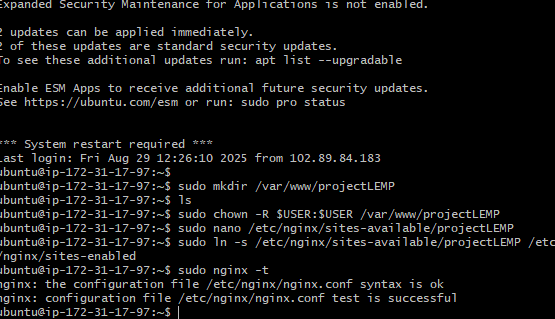 Expanded Security Maintenance for Applications is not enabled.
2 updates can be applied immediately.
2 of these updates are standard security updates.
To see these additional updates run: apt list --upgradable
Enable ESM Apps to receive additional future security updates.
See https://ubuntu.com/esm or run: sudo pro status
*** System restart required ***
Last login: Fri Aug 29 12:26:10 2025 from 102.89.84.183
ubuntu@ip-172-31-17-97:~$
ubuntu@ip-172-31-17-97:~$ sudo mkdir /var/www/projectLEMP
ubuntu@ip-172-31-17-97:~$ ls
ubuntu@ip-172-31-17-97:~$ sudo chown -R $USER:$USER /var/www/projectLEMP
ubuntu@ip-172-31-17-97:~$ sudo nano /etc/nginx/sites-available/projectLEMP
ubuntu@ip-172-31-17-97:~$ sudo ln -s /etc/nginx/sites-available/projectLEMP /etc
/nginx/sites-enabled
ubuntu@ip-172-31-17-97:~$ sudo nginx -t
nginx: the configuration file /etc/nginx/nginx.conf syntax is ok
nginx: configuration file /etc/nginx/nginx.conf test is successful
ubuntu@ip-172-31-17-97:~$